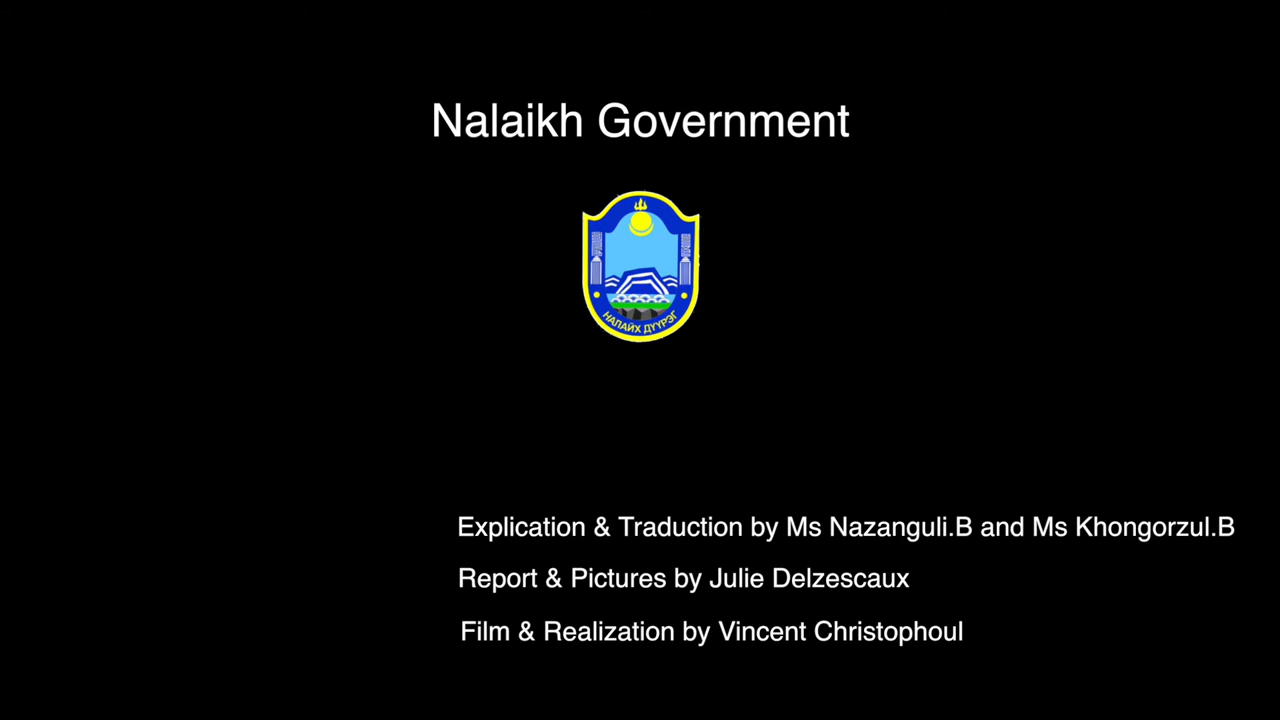 Nalaikh Government
НАЛАЙХ ДҮҮРЭГ
Explication & Traduction by Ms Nazanguli.B and Ms Khongorzul.B
Report & Pictures by Julie Delzescaux
Film & Realization by Vincent Christophoul